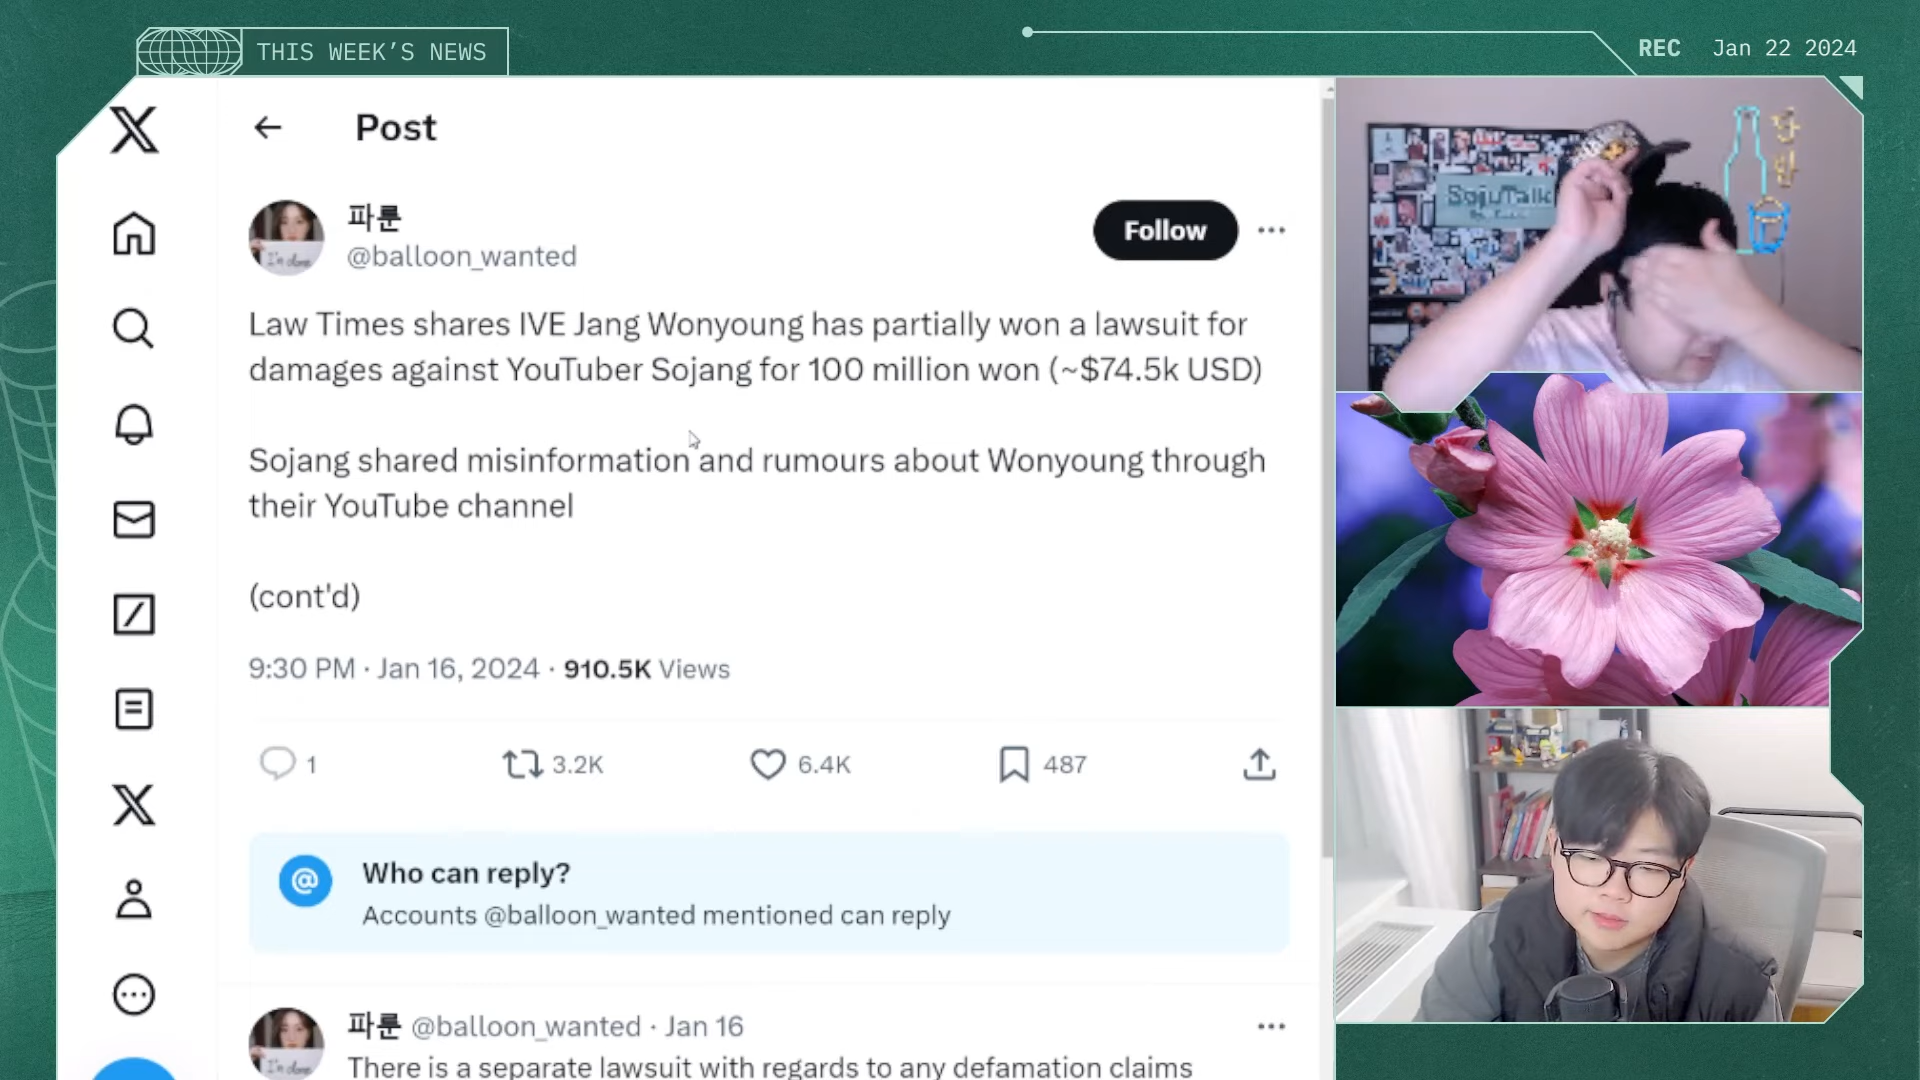 THIS WEEK’S NEWS
REC Jan 22 2024
Post
파룬
@balloon_wanted
Follow
Law Times shares IVE Jang Wonyoung has partially won a lawsuit for
damages against YouTuber Sojang for 100 million won (~$74.5k USD)
Sojang shared misinformation and rumours about Wonyoung through
their YouTube channel
(cont'd)
9:30 PM · Jan 16, 2024 · 910.5K Views
1
3.2K
6.4K
487
Who can reply?
Accounts @balloon_wanted mentioned can reply
파룬 @balloon_wanted · Jan 16
There is a separate lawsuit with regards to any defamation claims
I'm done
SojuTalk